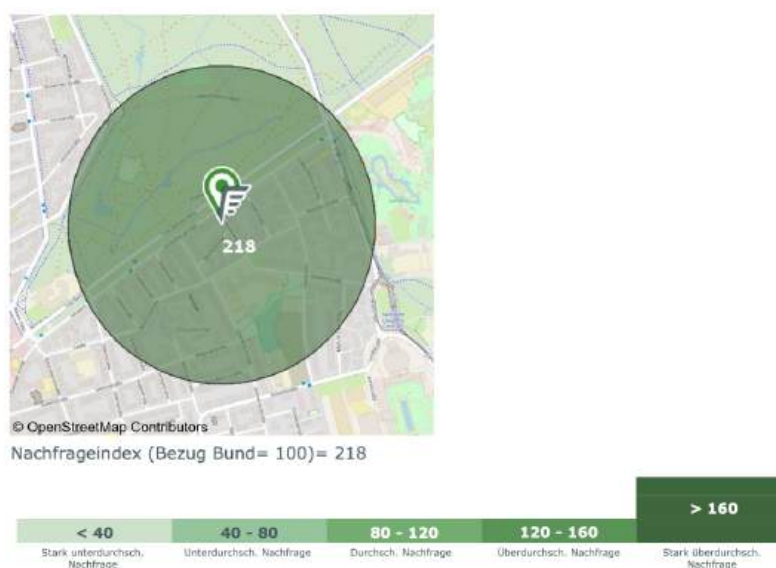 218
© OpenStreetMap Contributors
Nachfrageindex (Bezug Bund= 100)= 218
< 40
40 - 80
80 - 120
120 - 160
> 160
Stark unterdurchsch.
Nachfrage
Unterdurchsch. Nachfrage
Durchsch. Nachfrage
Überdurchsch. Nachfrage
Stark überdurchsch.
Nachfrage